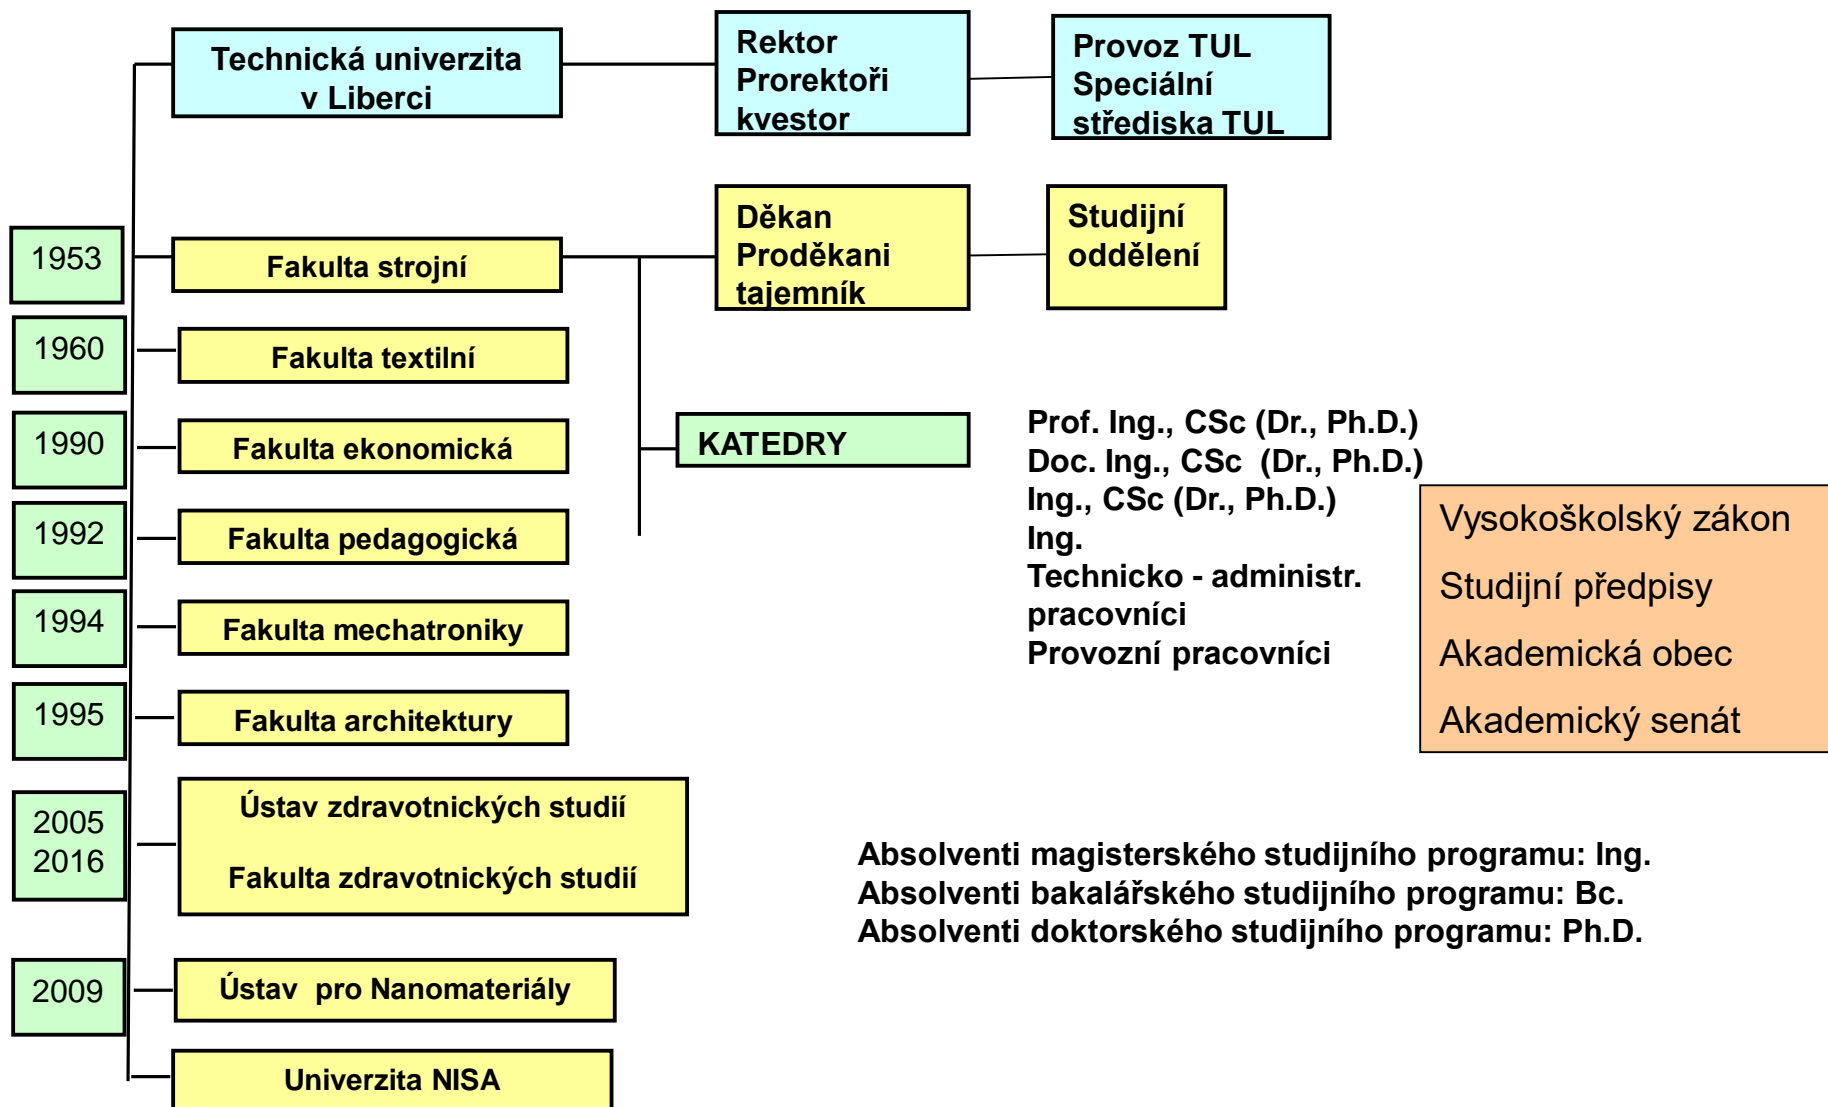 Technická univerzita
v Liberci
Rektor
Prorektoři
kvestor
Provoz TUL
Speciální
střediska TUL
1953
Fakulta strojní
Děkan
Proděkani
tajemník
Studijní
oddělení
1960
Fakulta textilní
1990
Fakulta ekonomická
KATEDRY
Prof. Ing., CSc (Dr., Ph.D.)
Doc. Ing., CSc (Dr., Ph.D.)
Ing., CSc (Dr., Ph.D.)
Ing.
Technicko - administr.
pracovníci
Provozní pracovníci
Vysokoškolský zákon
Studijní předpisy
Akademická obec
Akademický senát
1992
Fakulta pedagogická
1994
Fakulta mechatroniky
1995
Fakulta architektury
2005
2016
Ústav zdravotnických studií
Fakulta zdravotnických studií
Absolventi magisterského studijního programu: Ing.
Absolventi bakalářského studijního programu: Bc.
Absolventi doktorského studijního programu: Ph.D.
2009
Ústav pro Nanomateriály
Univerzita NISA